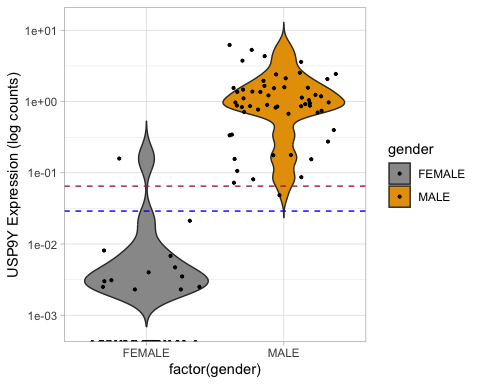 USP9Y Expression (log counts)
1e+01
1e+00
1e-01
1e-02
1e-03
FEMALE
MALE
factor(gender)
gender
FEMALE
MALE